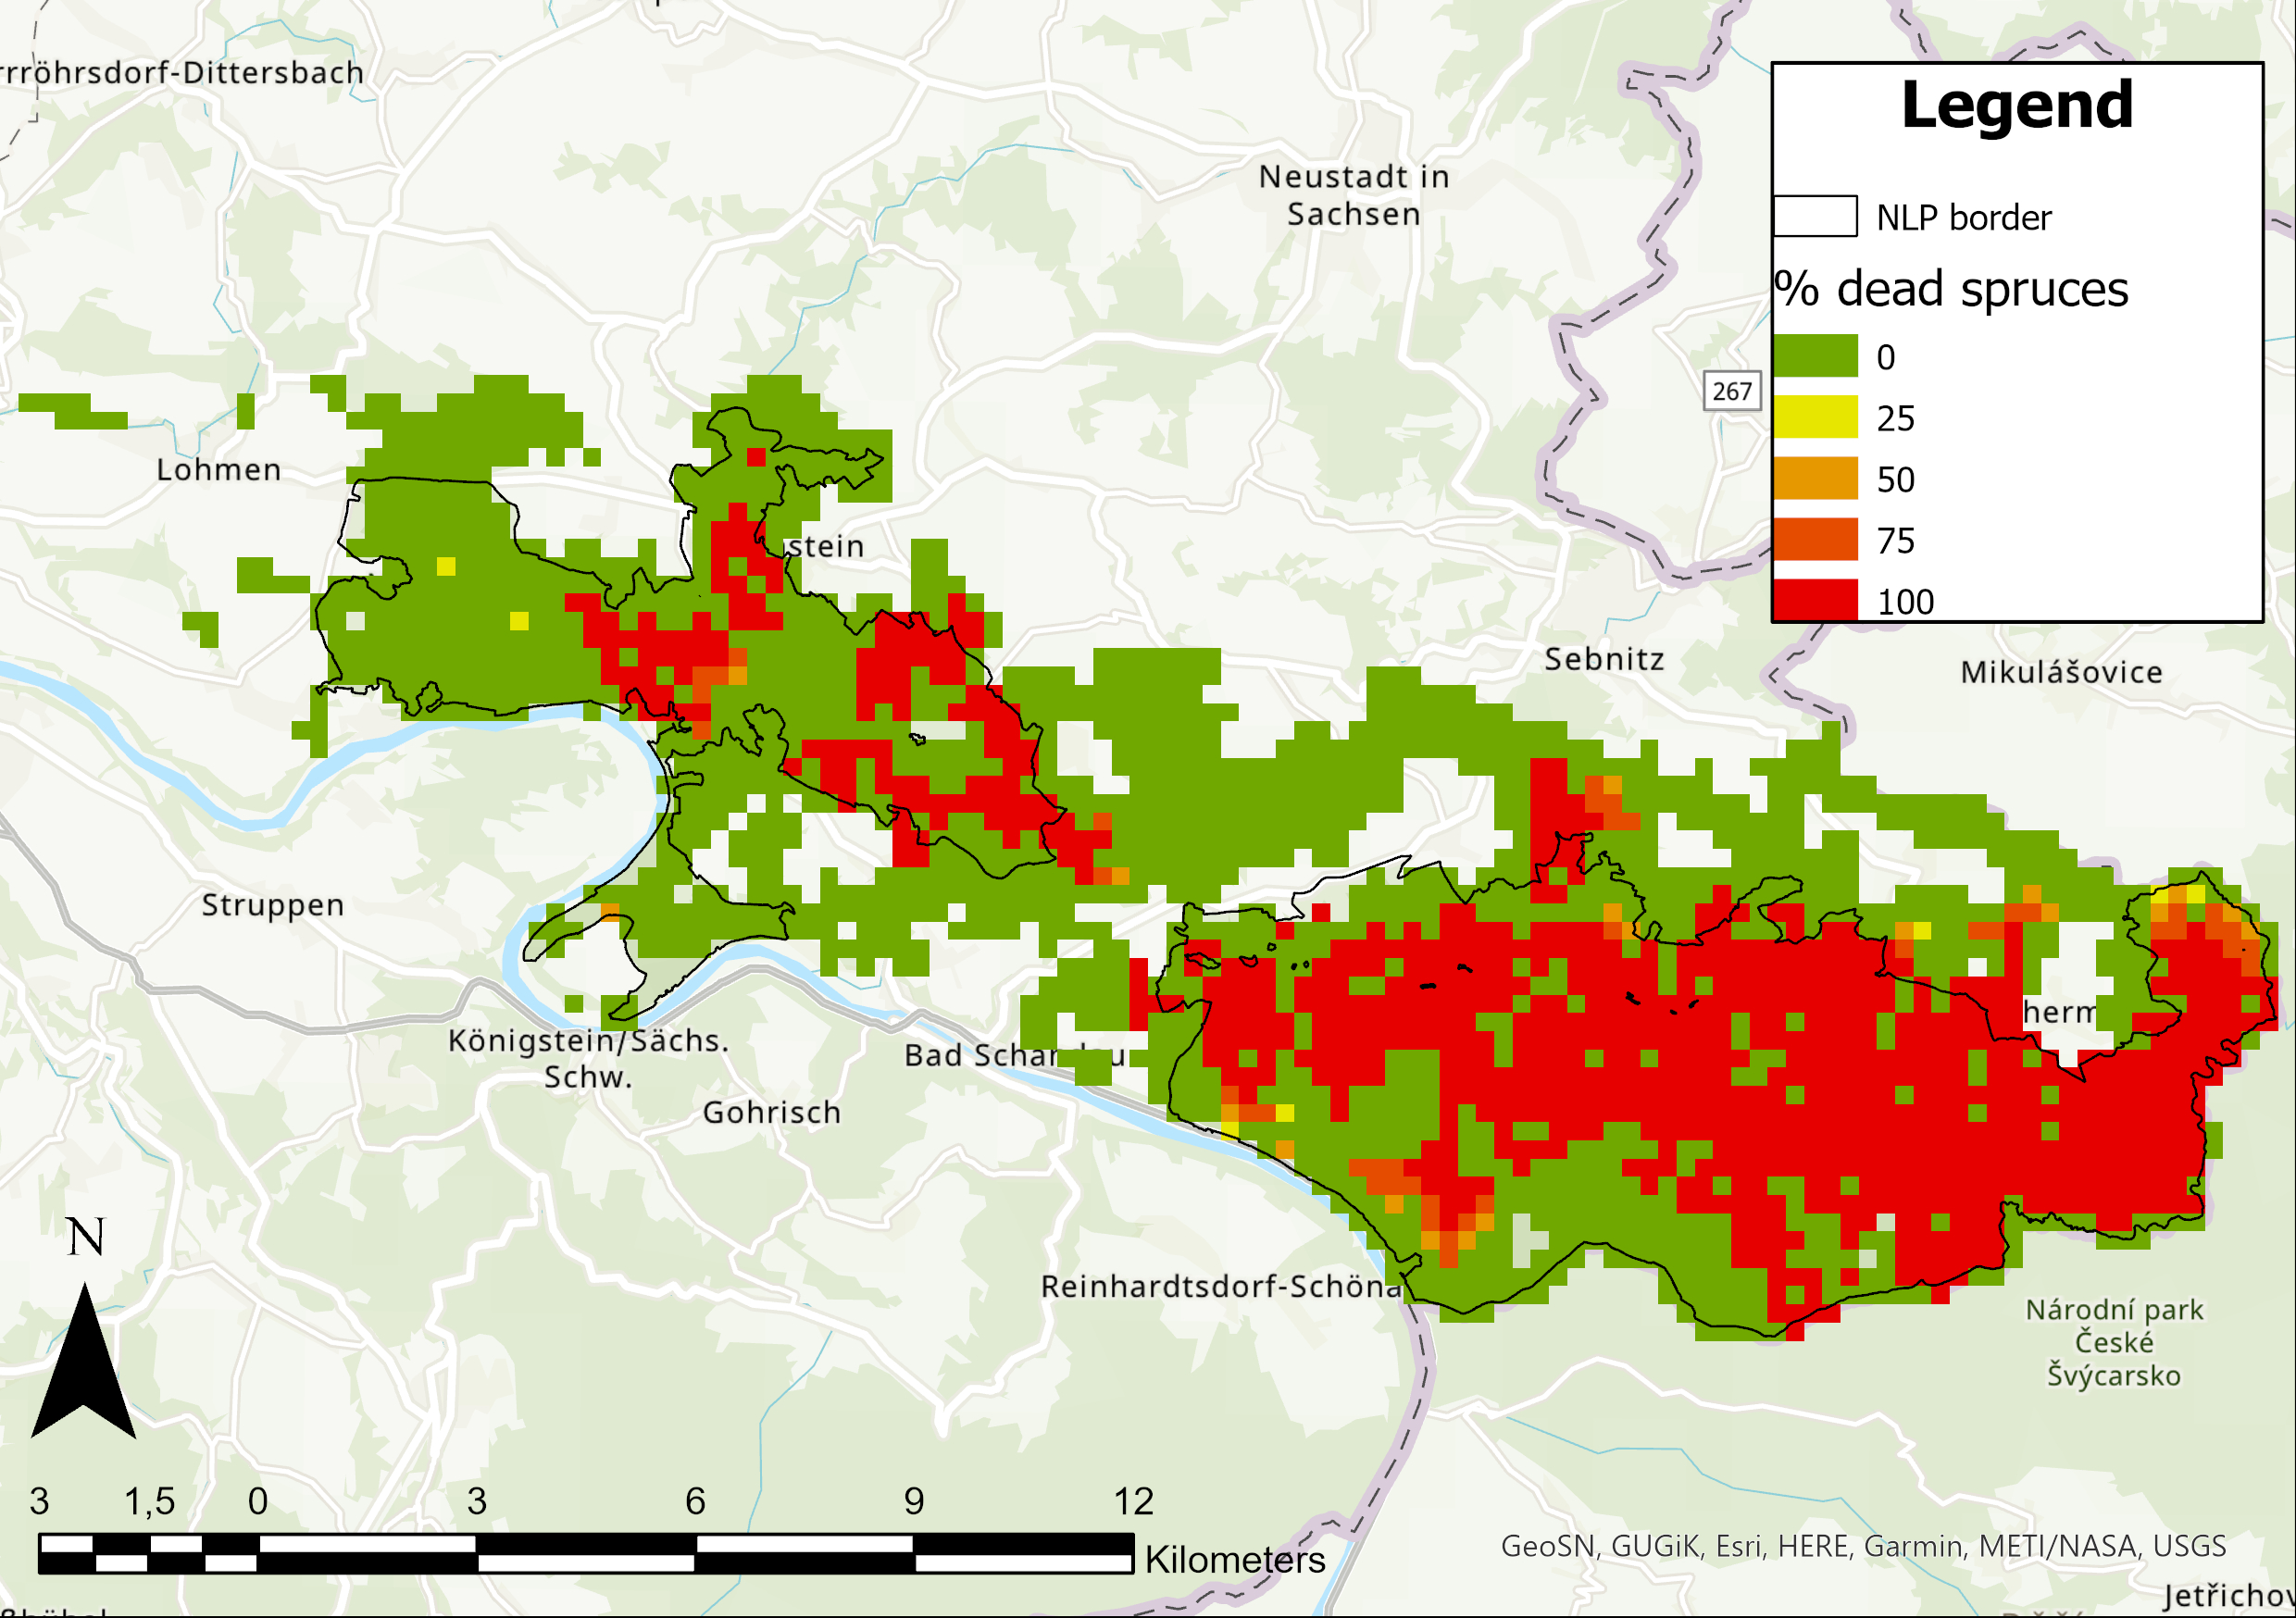 rröhrsdorf-Dittersbach
Legend
NLP border
% dead spruces
0
25
50
75
100
Neustadt in
Sachsen
267
Lohmen
stein
Sebnitz
Mikulášovice
Struppen
herm
Königstein/Sächs.
Schw.
Bad Schandau
Gohrisch
N
Reinhardtsdorf-Schöna
Národní park
České
Švýcarsko
3 1,5 0 3 6 9 12
Kilometers
GeoSN, GUGiK, Esri, HERE, Garmin, METI/NASA, USGS
Jetřichov